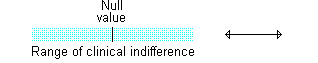 Null
value
Range of clinical indifference